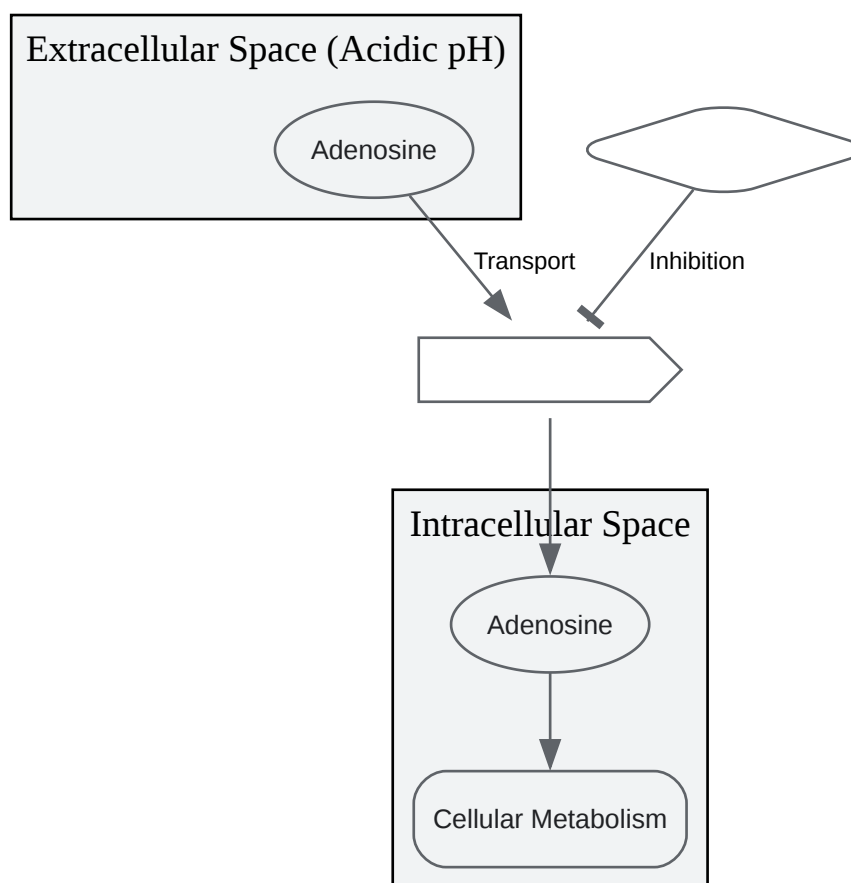 Extracellular Space (Acidic pH)
Adenosine
Transport
Inhibition
Intracellular Space
Adenosine
Cellular Metabolism